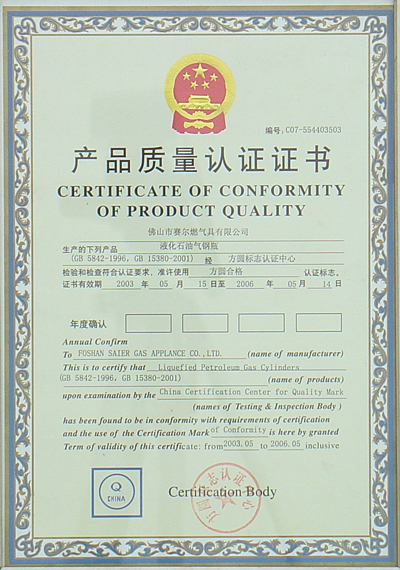 编号, C07-554403503
产品质量认证证书
CERTIFICATE OF CONFORMITY
OF PRODUCT QUALITY
佛山市赛尔燃气具有限公司
生产的下列产品 液化石油气钢瓶
(GB 5842-1996, GB 15380-2001) 经 方圆标志认证中心
检验和检查符合认证要求，准许使用 方圆合格 认证标志。
证书有效期 2003 年 05 月 15 日至 2006 年 05 月 14 日
年度确认
Annual Confirm
To FOSHAN SAIER GAS APPLANCE CO.,LTD. (name of manufacturer)
This is to certify that Liquefied Petroleum Gas Cylinders
(GB 5842-1996, GB 15380-2001) (name of products)
upon examination by the China Certification Center for Quality Mark
(names of Testing & Inspection Body )
has been found to be in conformity with requirements of certification
and the use of the Certification Mark of Conformity is here by granted
Term of validity of this certificate: from 2003.05 to 2006.05 inclusive
Q
CHINA
Certification Body